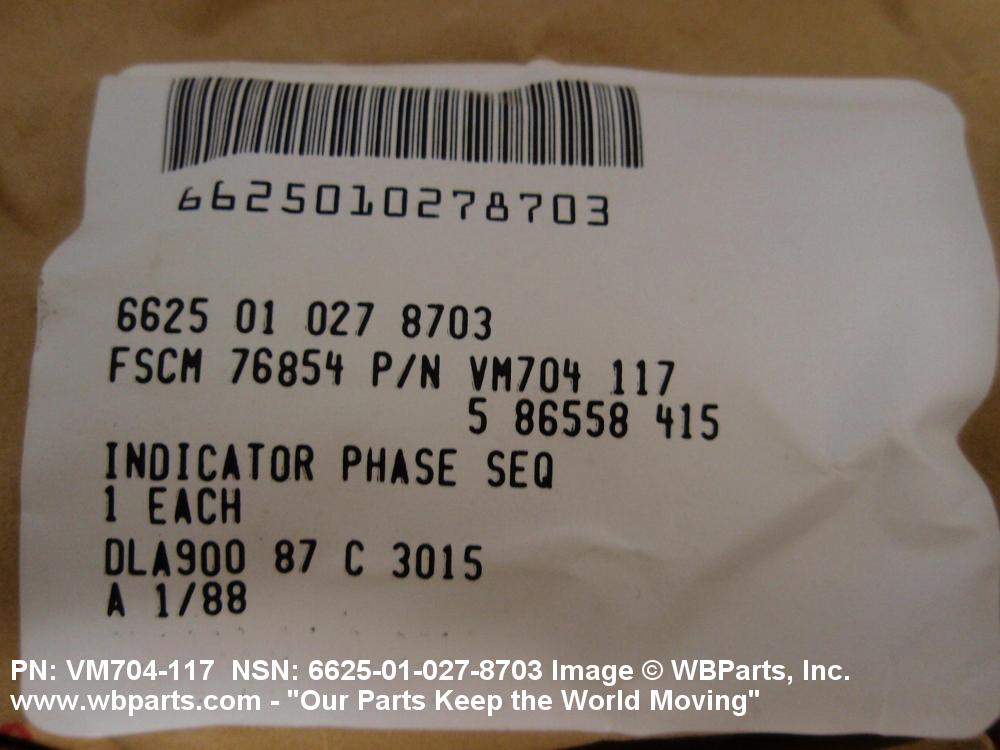 6625010278703
6625 01 027 8703
FSCM 76854 P/N VM704 117
5 86558 415
INDICATOR PHASE SEQ
1 EACH
DLA900 87 C 3015
A 1/88
PN: VM704-117 NSN: 6625-01-027-8703 Image © WBParts, Inc.
www.wbparts.com - "Our Parts Keep the World Moving"